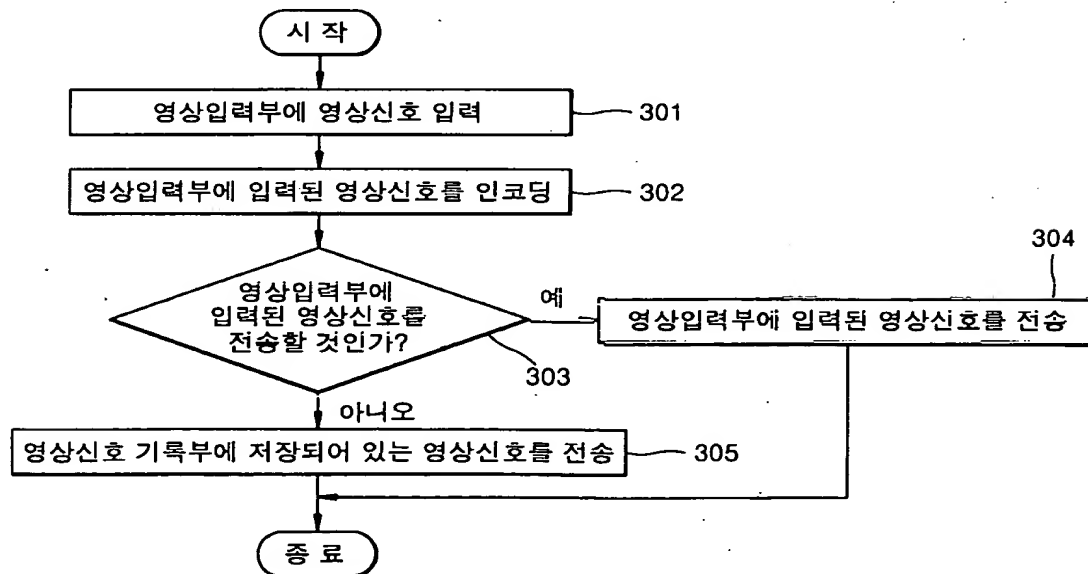 시 작
영상입력부에 영상신호 입력
301
영상입력부에 입력된 영상신호를 인코딩
302
영상입력부에
입력된 영상신호를
전송할 것인가?
303
예
304
영상입력부에 입력된 영상신호를 전송
아니오
영상신호 기록부에 저장되어 있는 영상신호를 전송
305
종 료